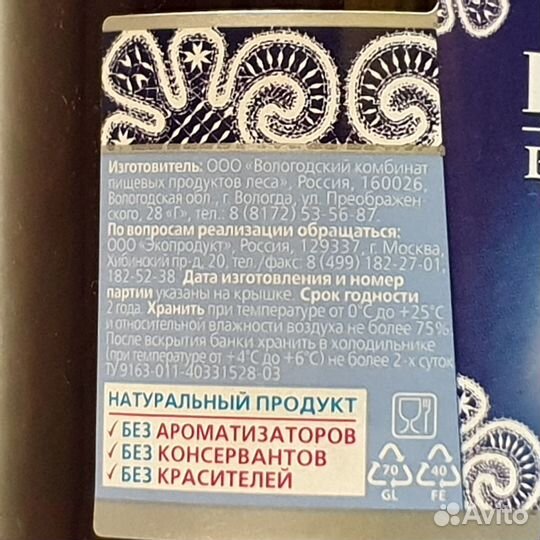 Изготовитель: ООО «Вологодский комбинат
пищевых продуктов леса», Россия, 160026,
Вологодская обл., г. Вологда, ул. Преображен-
ского, 28 «Г», тел.: 8 (8172) 53-56-87.
По вопросам реализации обращаться:
ООО «Экопродукт», Россия, 129337, г. Москва,
Хибинский пр-д, 20, тел./факс: 8 (499) 182-27-01,
182-52-38. Дата изготовления и номер
партии указаны на крышке. Срок годности
2 года. Хранить при температуре от 0°С до +25°С
и относительной влажности воздуха не более 75%.
После вскрытия банки хранить в холодильнике
(при температуре от +4°С до +6°С) не более 2-х суток.
ТУ 9163-011-40331528-03
НАТУРАЛЬНЫЙ ПРОДУКТ
✓ БЕЗ АРОМАТИЗАТОРОВ
✓ БЕЗ КОНСЕРВАНТОВ
✓ БЕЗ КРАСИТЕЛЕЙ
70
GL
40
FE
Avito